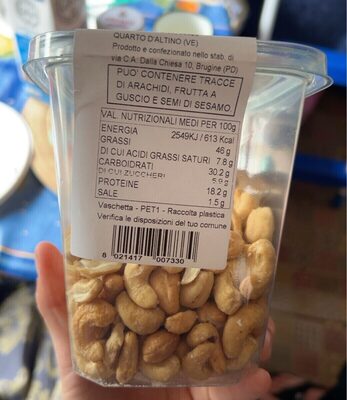 QUARTO D'ALTINO (VE)
Prodotto e confezionato nello stab. di
via C.A. Dalla Chiesa 10, Brugine (PD)
PUO' CONTENERE TRACCE
DI ARACHIDI, FRUTTA A
GUSCIO E SEMI DI SESAMO
VAL. NUTRIZIONALI MEDI PER 100g
ENERGIA 2549KJ / 613 Kcal
GRASSI 46 g
DI CUI ACIDI GRASSI SATURI 7.8 g
CARBOIDRATI 30.2 g
DI CUI ZUCCHERI 5.9 g
PROTEINE 18.2 g
SALE 1.5 g
Vaschetta - PET1 - Raccolta plastica
Verifica le disposizioni del tuo comune
8 021417 007330